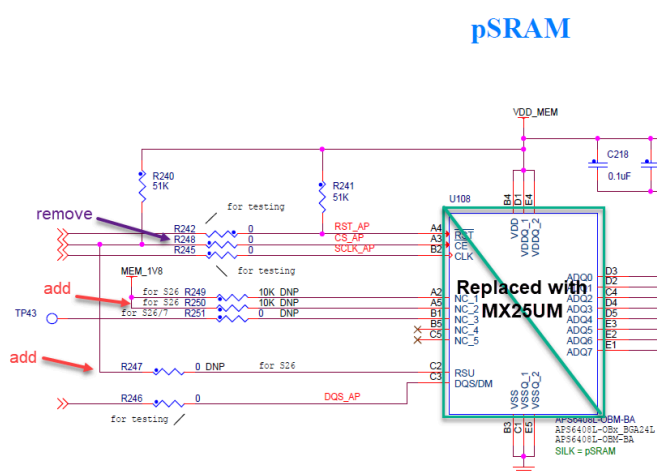 pSRAM
VDD_MEM
C218
0.1uF
R240
51K
R241
51K
U108
B4 D1 E4
for testing
remove
R242 0 RST_AP A4 RST
R248 0 CS_AP A3 CE
R245 0 SCLK_AP B2 CLK
VDD VDDQ_1 VDDQ_2
MEM_1V8
for testing
add
for S26 R249 10K DNP A2 NC_1
for S26 R250 10K DNP A5 NC_2
TP43 for S26/7 R251 0 DNP B1 NC_3
B5 NC_4
C5 NC_5
Replaced with
MX25UM
D3 ADQ0
D2
C4 ADQ2
D4 ADQ3
D5 ADQ4
E3 ADQ5
E2 ADQ6
E1 ADQ7
add
R247 0 DNP for S26 C2 RSU
C3 DQS/DM
R246 0 DQS_AP
for testing
VSS VSSQ_1 VSSQ_2
B3 C1 E5
APS6408L-OBM-BA
APS6408L-OBx_BGA24L
APS6408L-OBM-BA
SILK = pSRAM